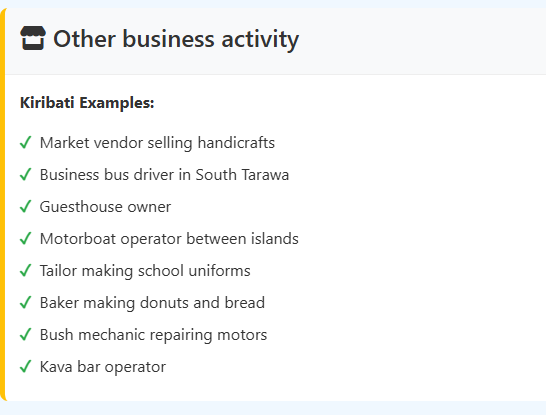 Other business activity
Kiribati Examples:
Market vendor selling handicrafts
Business bus driver in South Tarawa
Guesthouse owner
Motorboat operator between islands
Tailor making school uniforms
Baker making donuts and bread
Bush mechanic repairing motors
Kava bar operator